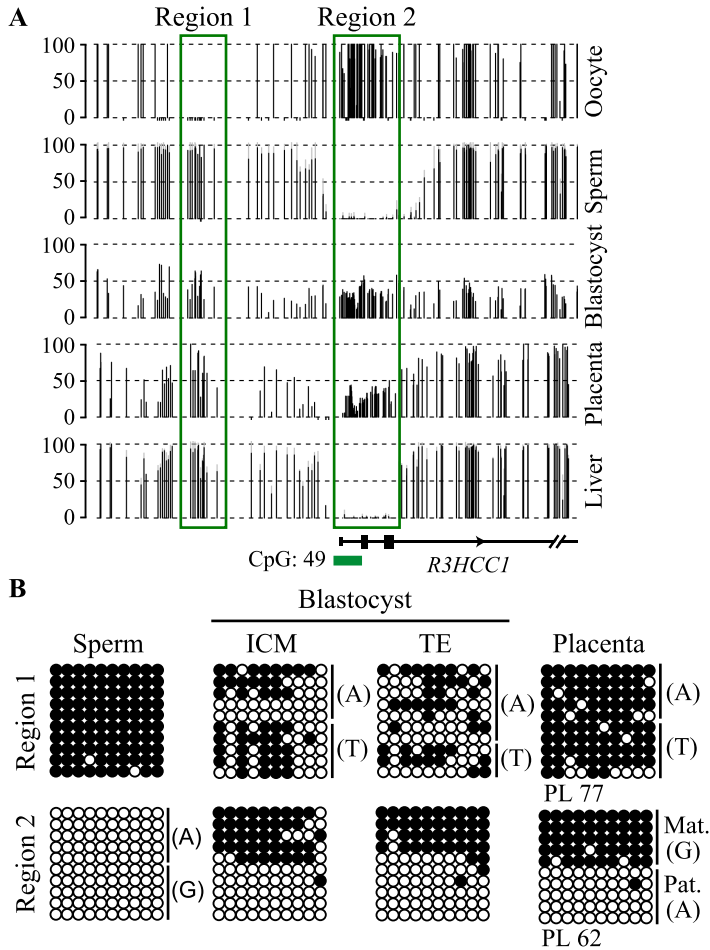 A
Region 1
Region 2
100
50
0
Oocyte
100
50
0
Sperm
100
50
0
Blastocyst
100
50
0
Placenta
100
50
0
Liver
CpG: 49
R3HCC1
B
Blastocyst
Sperm
ICM
TE
Placenta
Region 1
(A)
(T)
(A)
(T)
(A)
(T)
PL 77
Region 2
(A)
(G)
Mat.
(G)
Pat.
(A)
PL 62